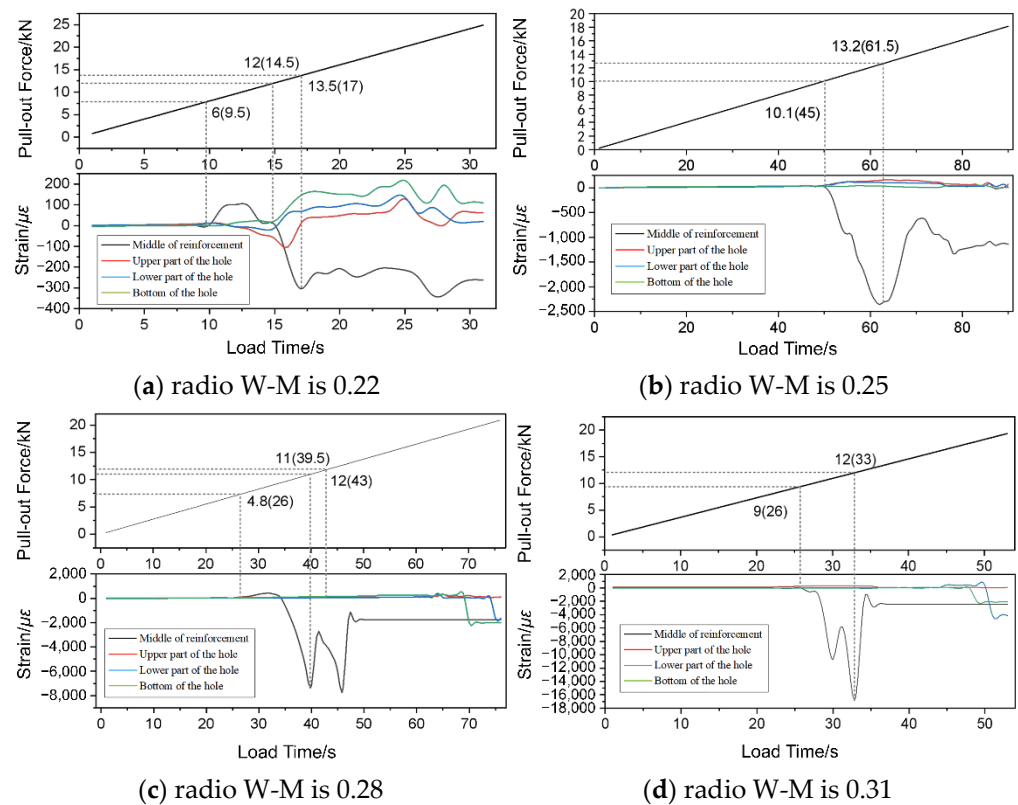 Pull-out Force/kN
25
20
15
10
5
0
12(14.5)
13.5(17)
6(9.5)
0 5 10 15 20 25 30
Strain/με
200
100
0
−100
−200
−300
−400
Middle of reinforcement
Upper part of the hole
Lower part of the hole
Bottom of the hole
0 5 10 15 20 25 30
Load Time/s
(a) radio W-M is 0.22
Pull-out Force/kN
20
18
16
14
12
10
8
6
4
2
0
13.2(61.5)
10.1(45)
0 20 40 60 80
Strain/με
0
−500
−1,000
−1,500
−2,000
−2,500
Middle of reinforcement
Upper part of the hole
Lower part of the hole
Bottom of the hole
0 20 40 60 80
Load Time/s
(b) radio W-M is 0.25
Pull-out Force/kN
20
15
10
5
0
11(39.5)
12(43)
4.8(26)
0 10 20 30 40 50 60 70
Strain/με
2,000
0
−2,000
−4,000
−6,000
−8,000
Middle of reinforcement
Upper part of the hole
Lower part of the hole
Bottom of the hole
0 10 20 30 40 50 60 70
Load Time/s
(c) radio W-M is 0.28
Pull-out Force/kN
20
15
10
5
0
12(33)
9(26)
0 10 20 30 40 50
Strain/με
2,000
0
−2,000
−4,000
−6,000
−8,000
−10,000
−12,000
−14,000
−16,000
−18,000
Middle of reinforcement
Upper part of the hole
Lower part of the hole
Bottom of the hole
0 10 20 30 40 50
Load Time/s
(d) radio W-M is 0.31